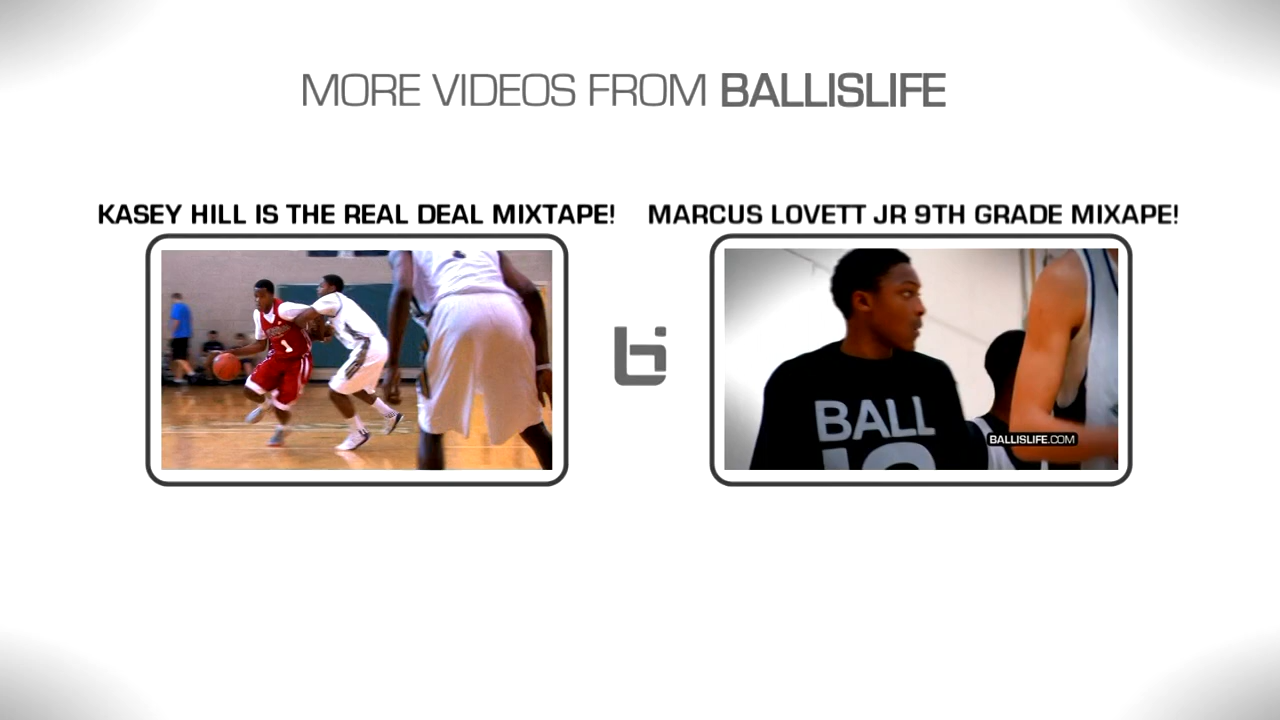 MORE VIDEOS FROM BALLISLIFE
KASEY HILL IS THE REAL DEAL MIXTAPE!
MARCUS LOVETT JR 9TH GRADE MIXAPE!
1
BALL
BALLISLIFE.COM